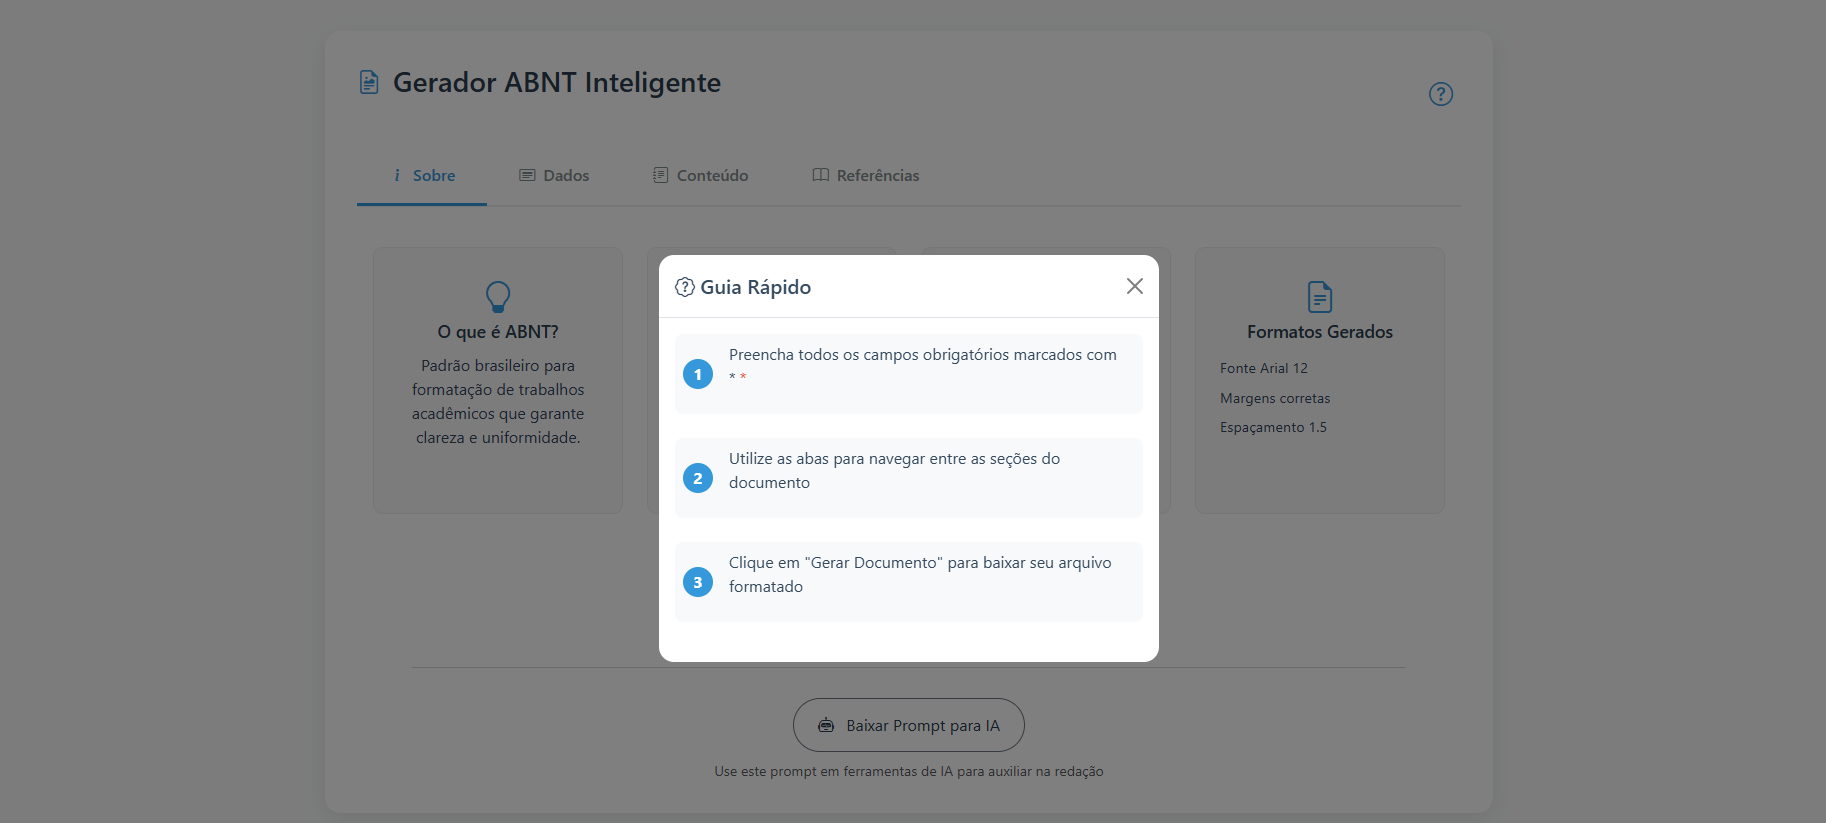 Gerador ABNT Inteligente
?
i Sobre
Dados
Conteúdo
Referências
O que é ABNT?
Padrão brasileiro para
formatação de trabalhos
acadêmicos que garante
clareza e uniformidade.
? Guia Rápido
1
Preencha todos os campos obrigatórios marcados com
* *
2
Utilize as abas para navegar entre as seções do
documento
3
Clique em "Gerar Documento" para baixar seu arquivo
formatado
Formatos Gerados
Fonte Arial 12
Margens corretas
Espaçamento 1.5
Baixar Prompt para IA
Use este prompt em ferramentas de IA para auxiliar na redação